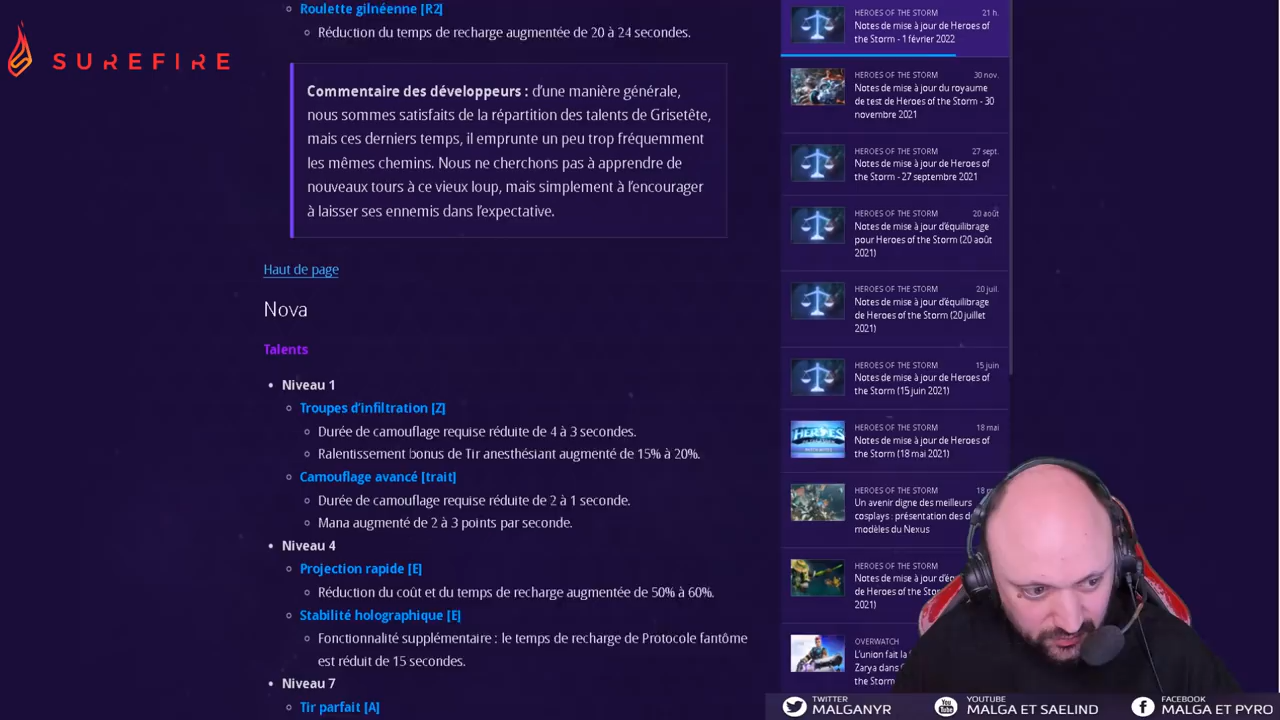 SUREFIRE
Roulette gilnéenne [R2]
Réduction du temps de recharge augmentée de 20 à 24 secondes.
Commentaire des développeurs : d’une manière générale,
nous sommes satisfaits de la répartition des talents de Grisetête,
mais ces derniers temps, il emprunte un peu trop fréquemment
les mêmes chemins. Nous ne cherchons pas à apprendre de
nouveaux tours à ce vieux loup, mais simplement à l’encourager
à laisser ses ennemis dans l’expectative.
Haut de page
Nova
Talents
Niveau 1
Troupes d’infiltration [Z]
Durée de camouflage requise réduite de 4 à 3 secondes.
Ralentissement bonus de Tir anesthésiant augmenté de 15% à 20%.
Camouflage avancé [trait]
Durée de camouflage requise réduite de 2 à 1 seconde.
Mana augmenté de 2 à 3 points par seconde.
Niveau 4
Projection rapide [E]
Réduction du coût et du temps de recharge augmentée de 50% à 60%.
Stabilité holographique [E]
Fonctionnalité supplémentaire : le temps de recharge de Protocole fantôme
est réduit de 15 secondes.
Niveau 7
Tir parfait [A]
HEROES OF THE STORM 21 h.
Notes de mise à jour de Heroes of
the Storm - 1 février 2022
HEROES OF THE STORM 30 nov.
Notes de mise à jour du royaume
de test de Heroes of the Storm - 30
novembre 2021
HEROES OF THE STORM 27 sept.
Notes de mise à jour de Heroes of
the Storm - 27 septembre 2021
HEROES OF THE STORM 20 août
Notes de mise à jour d’équilibrage
pour Heroes of the Storm (20 août
2021)
HEROES OF THE STORM 20 juil.
Notes de mise à jour d’équilibrage
de Heroes of the Storm (20 juillet
2021)
HEROES OF THE STORM 15 juin
Notes de mise à jour de Heroes of
the Storm (15 juin 2021)
HEROES
HEROES OF THE STORM 18 mai
Notes de mise à jour de Heroes of
the Storm (18 mai 2021)
HEROES OF THE STORM 18
Un avenir digne des meilleurs
cosplays : présentation des
modèles du Nexus
HEROES OF THE STORM
Notes de mise à jour
de Heroes of the
2021)
OVERWATCH
L’union fait la
Zarya dans
the Storm
TWITTER
MALGANYR
YOUTUBE
MALGA ET SAELIND
FACEBOOK
MALGA ET PYRO